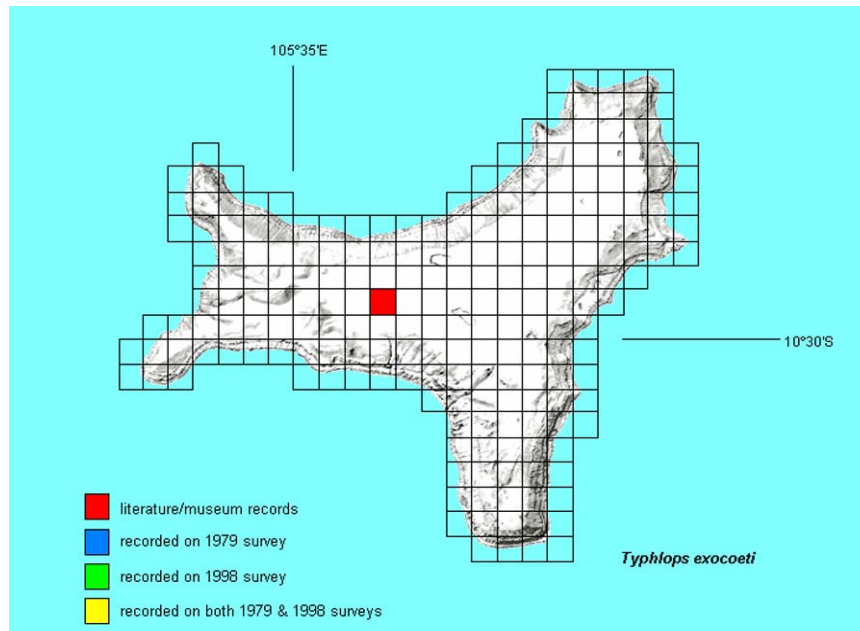 105°35'E
10°30'S
literature/museum records
recorded on 1979 survey
recorded on 1998 survey
recorded on both 1979 & 1998 surveys
Typhlops exocoeti